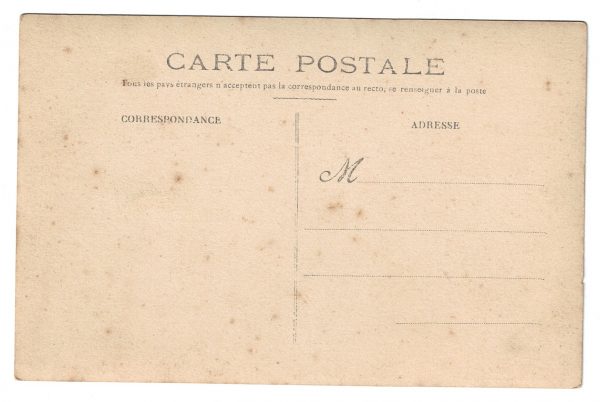 CARTE POSTALE
Tous les pays étrangers n'acceptent pas la correspondance au recto, se renseigner à la poste
CORRESPONDANCE
ADRESSE
M